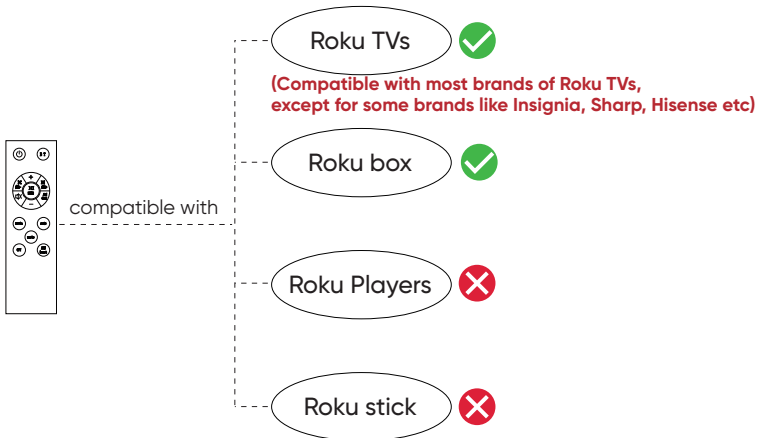 Roku TVs
(Compatible with most brands of Roku TVs,
except for some brands like Insignia, Sharp, Hisense etc)
Roku box
compatible with
Roku Players
Roku stick